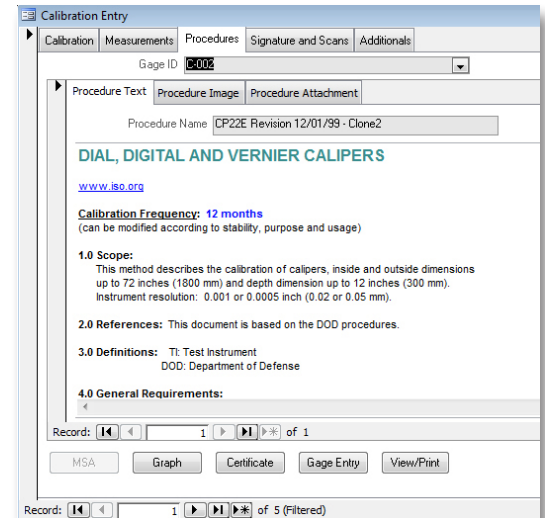 Calibration Entry
Calibration Measurements Procedures Signature and Scans Additionals
Gage ID C-002
Procedure Text Procedure Image Procedure Attachment
Procedure Name CP22E Revision 12/01/99 - Clone2
DIAL, DIGITAL AND VERNIER CALIPERS
www.iso.org
Calibration Frequency: 12 months
(can be modified according to stability, purpose and usage)
1.0 Scope:
This method describes the calibration of calipers, inside and outside dimensions
up to 72 inches (1800 mm) and depth dimension up to 12 inches (300 mm).
Instrument resolution: 0.001 or 0.0005 inch (0.02 or 0.05 mm).
2.0 References: This document is based on the DOD procedures.
3.0 Definitions: TI: Test Instrument
DOD: Department of Defense
4.0 General Requirements:
Record: 1 of 1
MSA Graph Certificate Gage Entry View/Print
Record: 1 of 5 (Filtered)